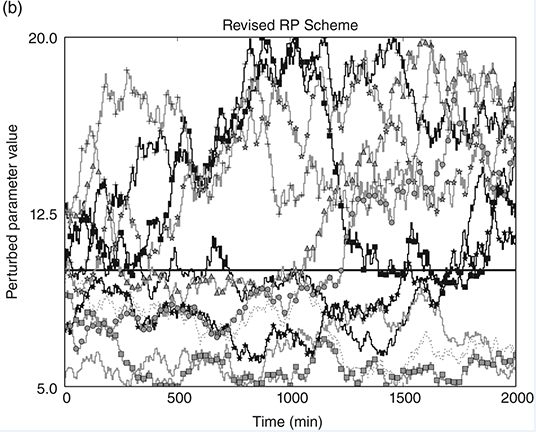 (b)
Revised RP Scheme
20.0
12.5
5.0
Perturbed parameter value
0 500 1000 1500 2000
Time (min)